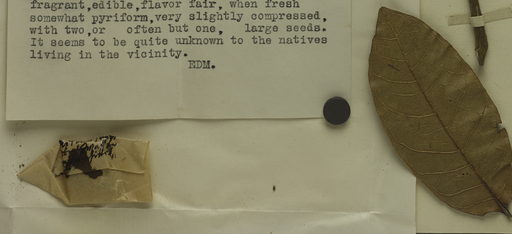 fragrant,edible,flavor fair, when fresh
somewhat pyriform,very slightly compressed,
with two,or often but one, large seeds.
It seems to be quite unknown to the natives
living in the vicinity.
RDM.